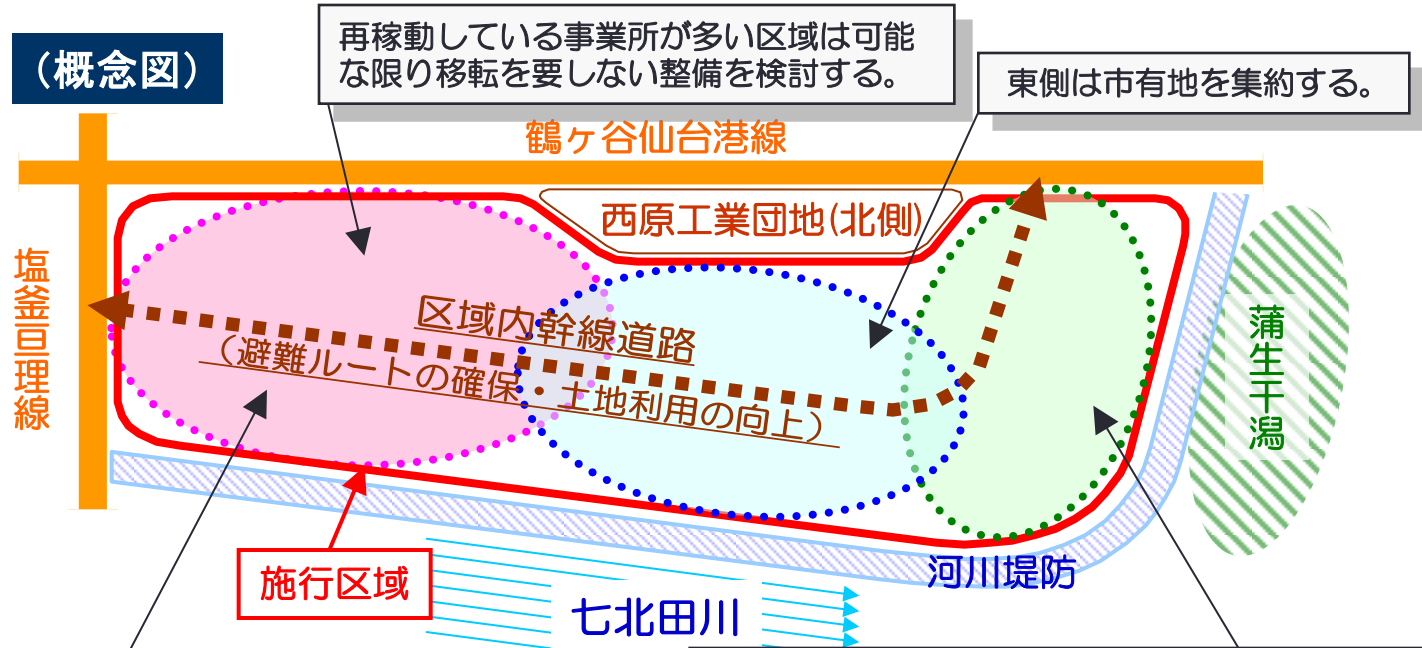 （概念図）
再稼動している事業所が多い区域は可能
な限り移転を要しない整備を検討する。
東側は市有地を集約する。
鶴ヶ谷仙台港線
西原工業団地(北側)
塩釜亘理線
区域内幹線道路
（避難ルートの確保・土地利用の向上）
蒲生干潟
施行区域
河川堤防
七北田川